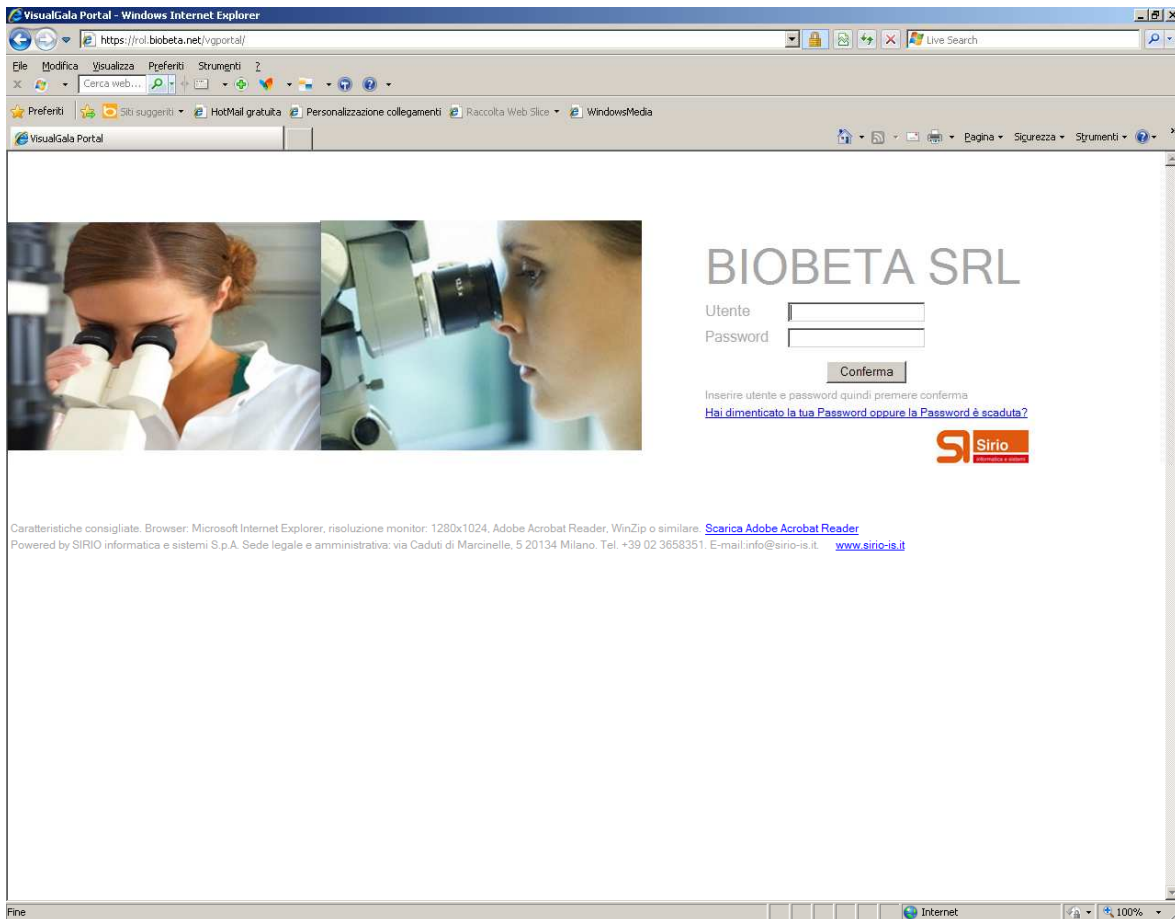 VisualGala Portal - Windows Internet Explorer
https://rol.biobeta.net/vgportal/
Live Search
File Modifica Visualizza Preferiti Strumenti ?
Cerca web...
Preferiti Siti suggeriti HotMail gratuita Personalizzazione collegamenti Raccolta Web Slice WindowsMedia
VisualGala Portal
Pagina Sicurezza Strumenti
BIOBETA SRL
Utente
Password
Conferma
Inserire utente e password quindi premere conferma
Hai dimenticato la tua Password oppure la Password è scaduta?
SI Sirio
informatica e sistemi
Caratteristiche consigliate. Browser: Microsoft Internet Explorer, risoluzione monitor: 1280x1024, Adobe Acrobat Reader, WinZip o similare. Scarica Adobe Acrobat Reader
Powered by SIRIO informatica e sistemi S.p.A. Sede legale e amministrativa: via Caduti di Marcinelle, 5 20134 Milano. Tel. +39 02 3658351. E-mail:info@sirio-is.it. www.sirio-is.it
Fine Internet 100%